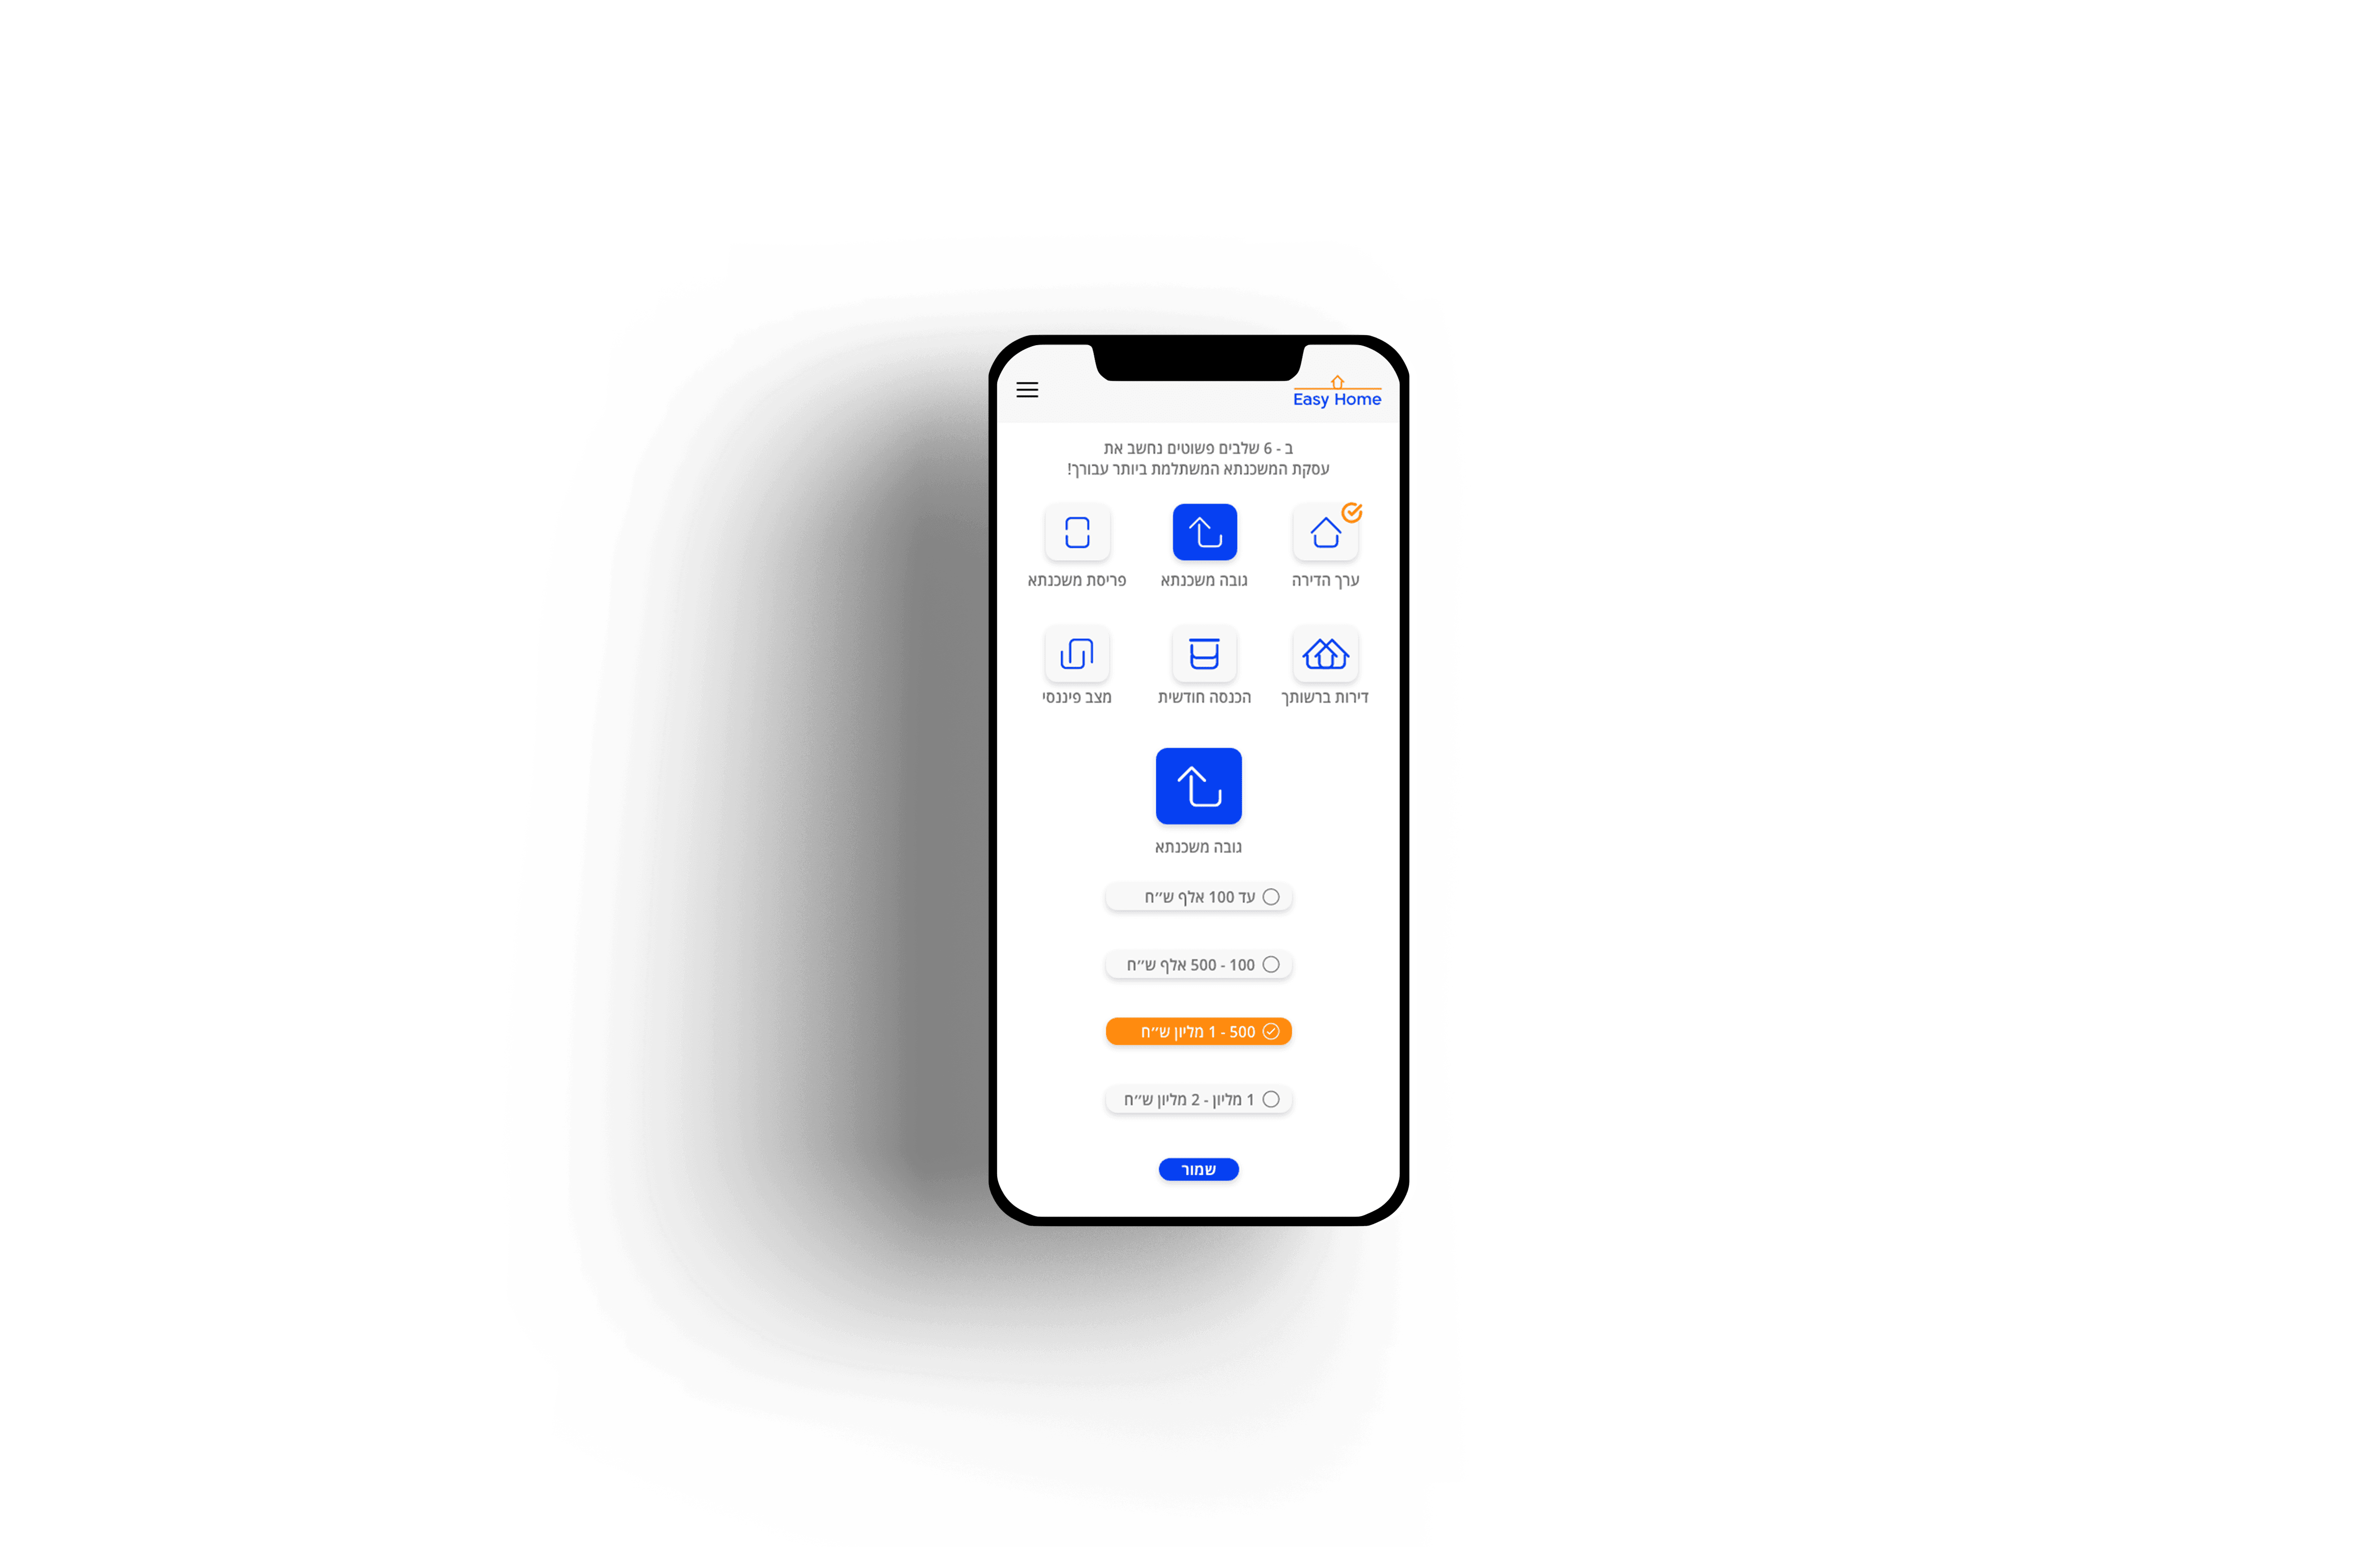 Easy Home
ב - 6 שלבים פשוטים נחשב את
עסקת המשכנתא המשתלמת ביותר עבורך!
ערך הדירה
גובה משכנתא
פריסת משכנתא
דירות ברשותך
הכנסה חודשית
מצב פיננסי
גובה משכנתא
עד 100 אלף ש״ח
100 - 500 אלף ש״ח
500 - 1 מליון ש״ח
1 מליון - 2 מליון ש״ח
שמור